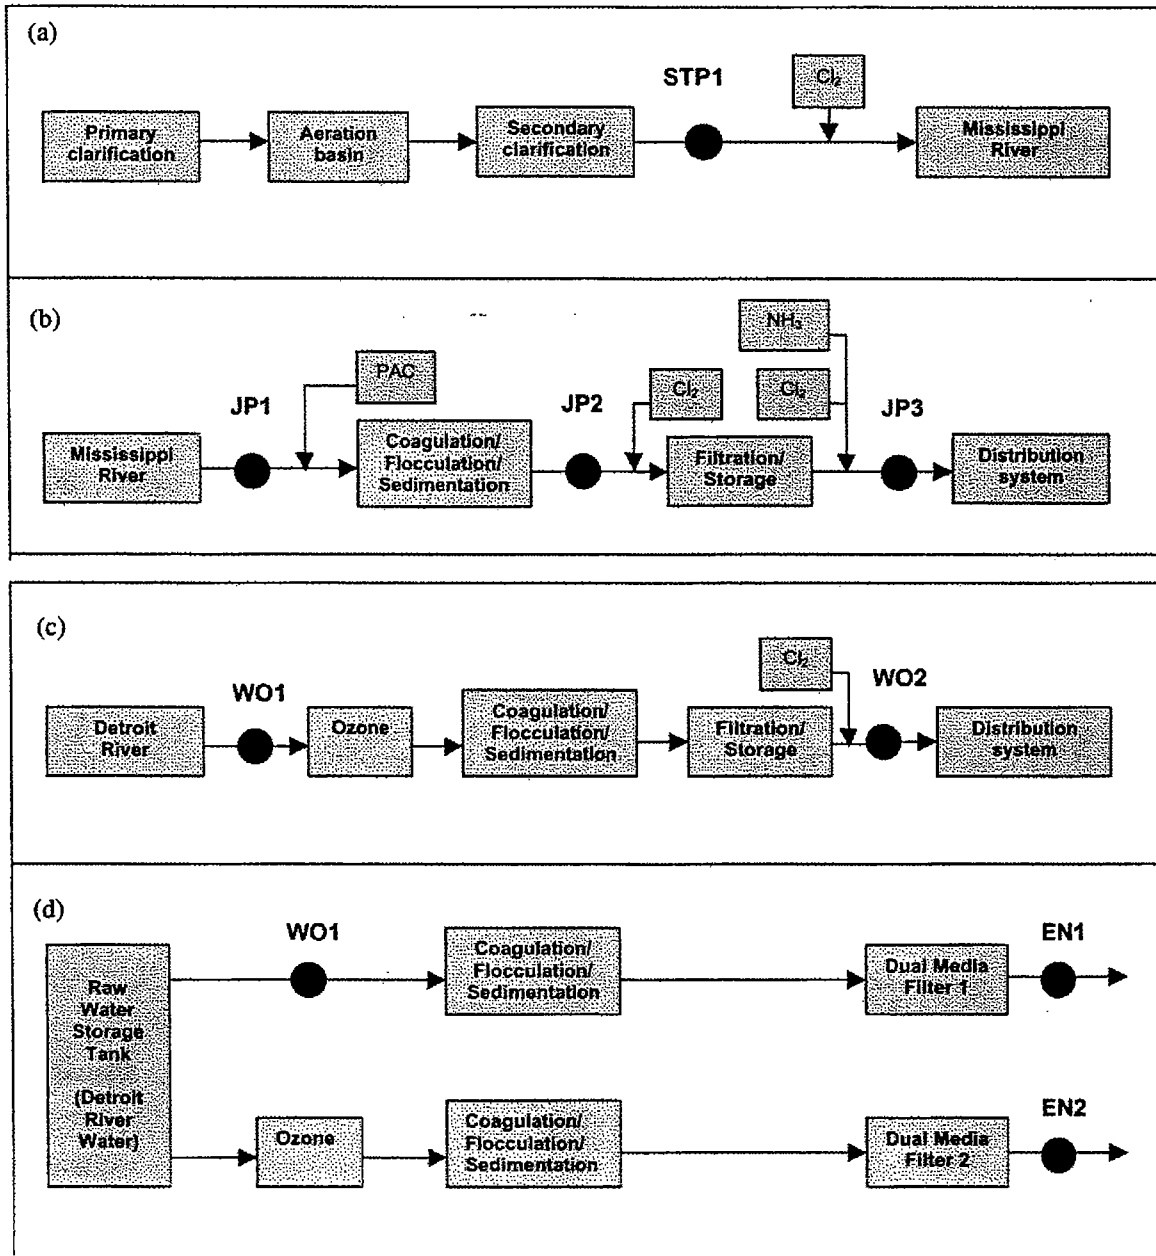 (a)
STP1
Cl₂
Primary
clarification
Aeration
basin
Secondary
clarification
Mississippi
River
(b)
NH₃
PAC
Cl₂
Cl₂
JP1
JP2
JP3
Mississippi
River
Coagulation/
Flocculation/
Sedimentation
Filtration/
Storage
Distribution
system
(c)
Cl₂
WO1
WO2
Detroit
River
Ozone
Coagulation/
Flocculation/
Sedimentation
Filtration/
Storage
Distribution
system
(d)
WO1
EN1
Raw
Water
Storage
Tank
(Detroit
River
Water)
Coagulation/
Flocculation/
Sedimentation
Dual Media
Filter 1
EN2
Ozone
Coagulation/
Flocculation/
Sedimentation
Dual Media
Filter 2